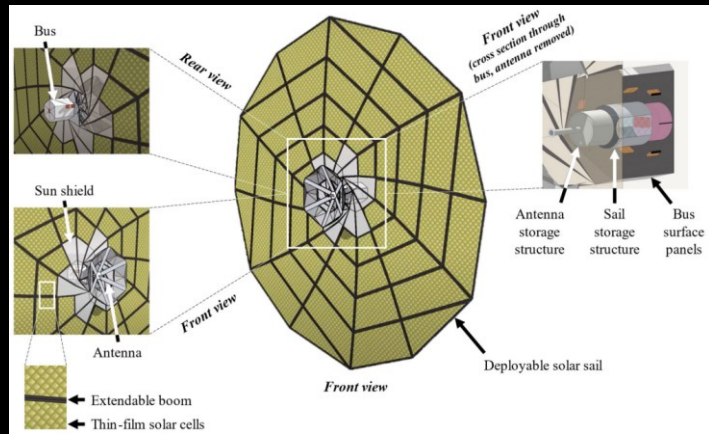 Bus
Rear view
Front view
(cross section through
bus, antenna removed)
Sun shield
Antenna
storage
structure
Sail
storage
structure
Bus
surface
panels
Front view
Antenna
Deployable solar sail
Front view
Extendable boom
Thin-film solar cells